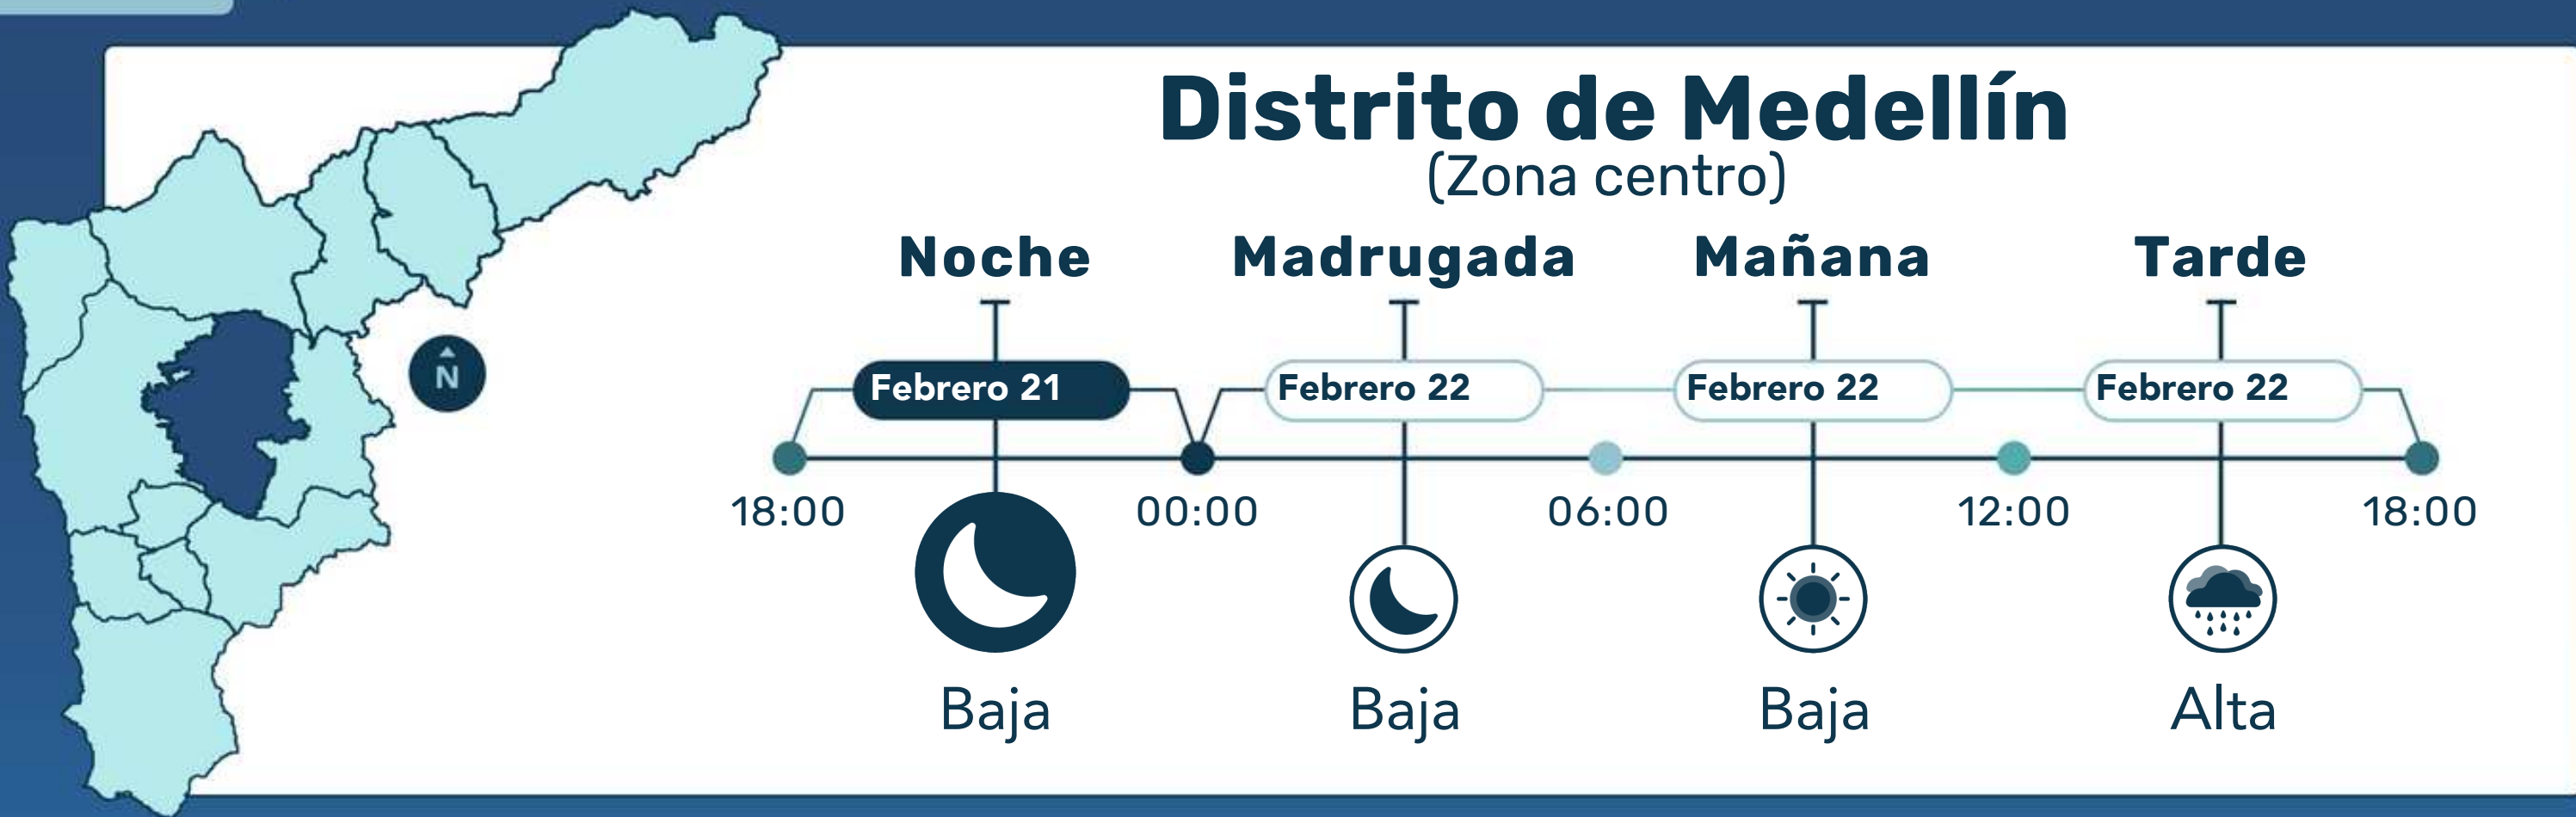 Distrito de Medellín
(Zona centro)
Noche Madrugada Mañana Tarde
Febrero 21 Febrero 22 Febrero 22 Febrero 22
N
18:00 00:00 06:00 12:00 18:00
Baja Baja Baja Alta